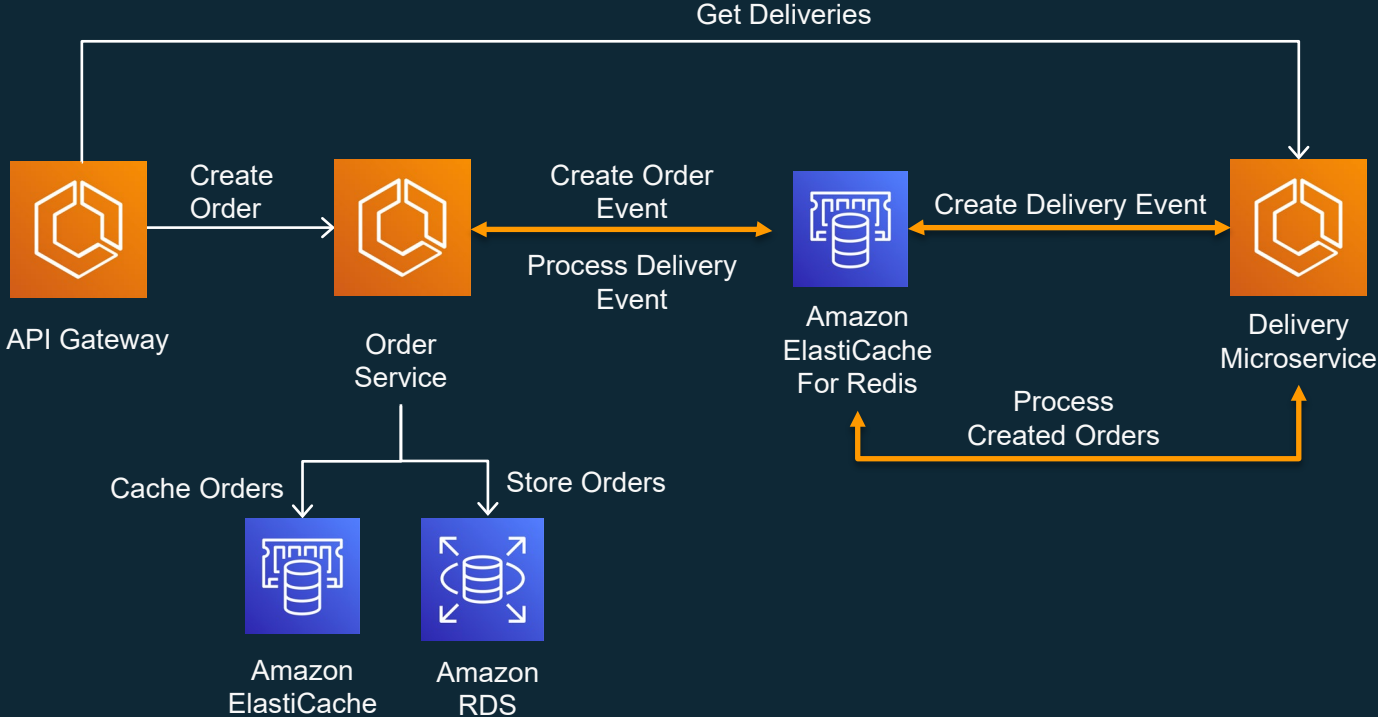 Get Deliveries
Create
Order
Create Order
Event
Process Delivery
Event
Create Delivery Event
API Gateway
Order
Service
Amazon
ElastiCache
For Redis
Delivery
Microservice
Process
Created Orders
Cache Orders
Store Orders
Amazon
ElastiCache
Amazon
RDS